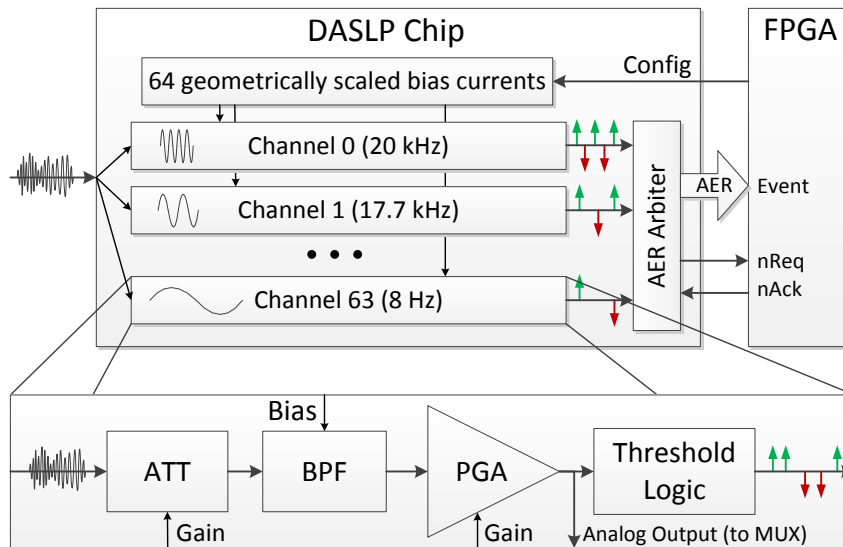 DASLP Chip
FPGA
64 geometrically scaled bias currents
Config
Channel 0 (20 kHz)
Channel 1 (17.7 kHz)
Channel 63 (8 Hz)
AER Arbiter
AER
Event
nReq
nAck
Bias
ATT
BPF
PGA
Threshold
Logic
Gain
Gain
Analog Output (to MUX)